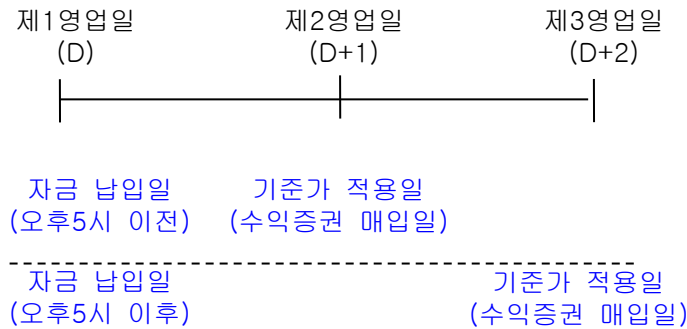 제1영업일 제2영업일 제3영업일
(D) (D+1) (D+2)
자금 납입일 기준가 적용일
(오후5시 이전) (수익증권 매입일)
자금 납입일 기준가 적용일
(오후5시 이후) (수익증권 매입일)